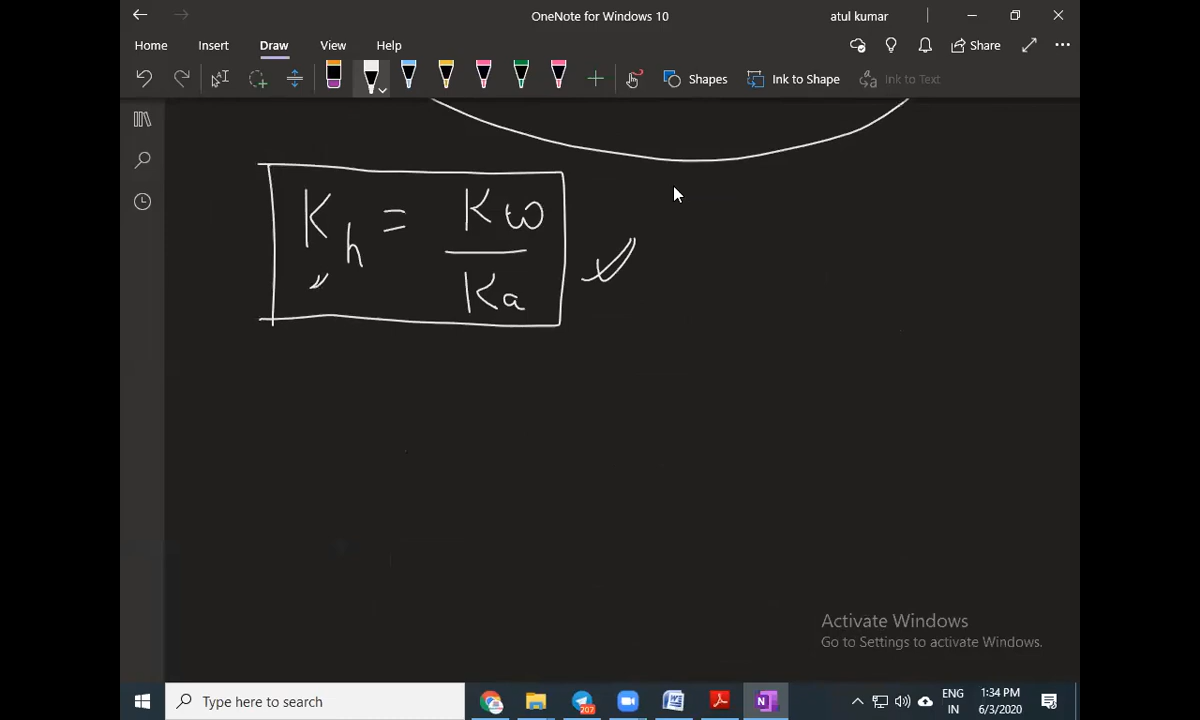 OneNote for Windows 10
atul kumar
Home Insert Draw View Help
Share
Shapes Ink to Shape Ink to Text
K_h = Kw / Ka
Activate Windows
Go to Settings to activate Windows.
Type here to search
207
ENG
IN
1:34 PM
6/3/2020